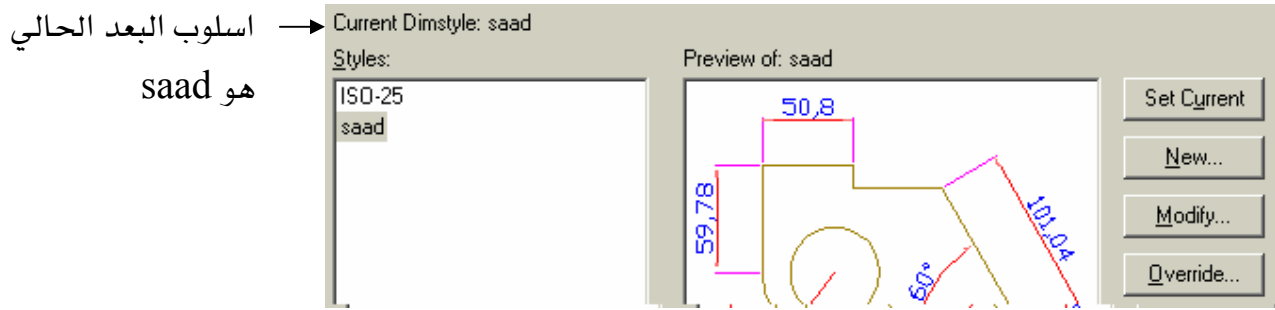 اسلوب البعد الحالي
هو saad
Current Dimstyle: saad
Styles:
ISO-25
saad
Preview of: saad
50,8
59,78
101,04
60°
Set Current
New...
Modify...
Override...